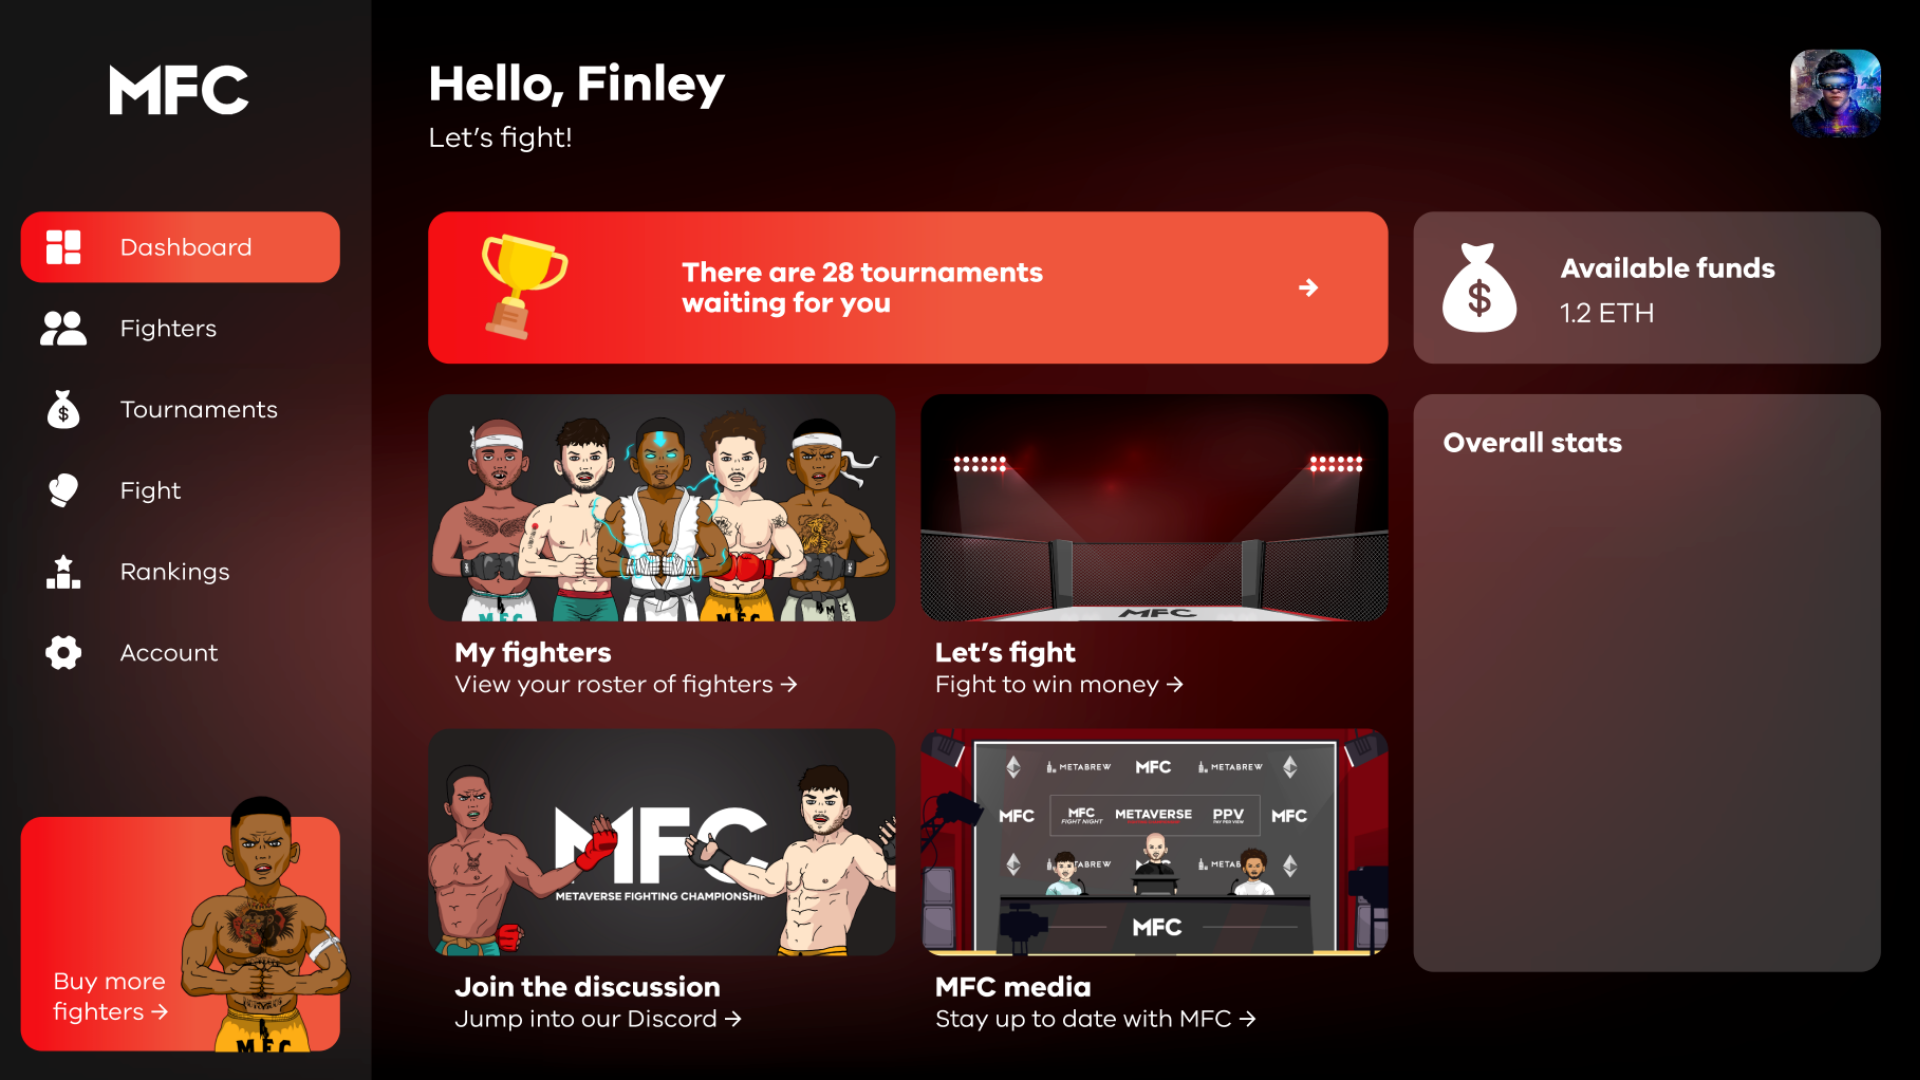 MFC
Dashboard
Fighters
Tournaments
Fight
Rankings
Account
Buy more
fighters →
MFC
Hello, Finley
Let's fight!
There are 28 tournaments
waiting for you
→
$
Available funds
1.2 ETH
Overall stats
MFC
MFC
MFC
My fighters
View your roster of fighters →
Let's fight
Fight to win money →
MFC
METAVERSE FIGHTING CHAMPIONSHIP
METABREW MFC METABREW
MFC MFC FIGHT NIGHT METAVERSE PPV MFC
MFC
Join the discussion
Jump into our Discord →
MFC media
Stay up to date with MFC →